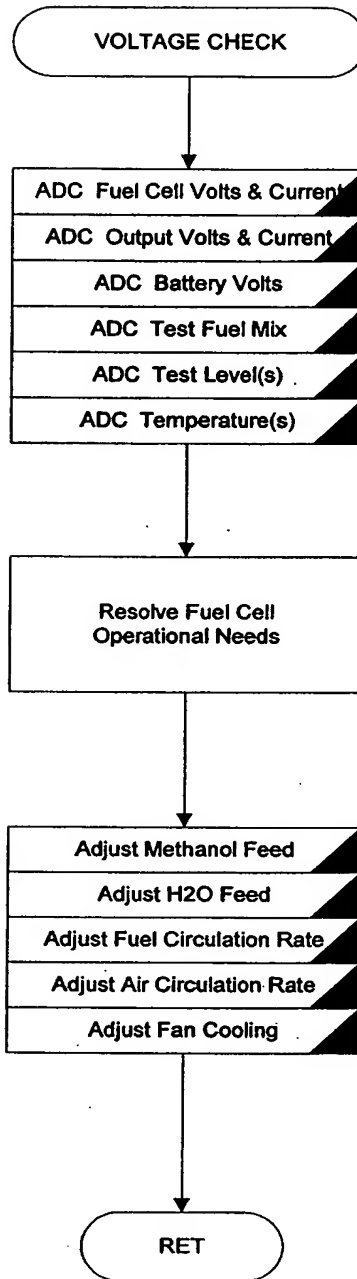 VOLTAGE CHECK
ADC Fuel Cell Volts & Current
ADC Output Volts & Current
ADC Battery Volts
ADC Test Fuel Mix
ADC Test Level(s)
ADC Temperature(s)
Resolve Fuel Cell
Operational Needs
Adjust Methanol Feed
Adjust H2O Feed
Adjust Fuel Circulation Rate
Adjust Air Circulation Rate
Adjust Fan Cooling
RET